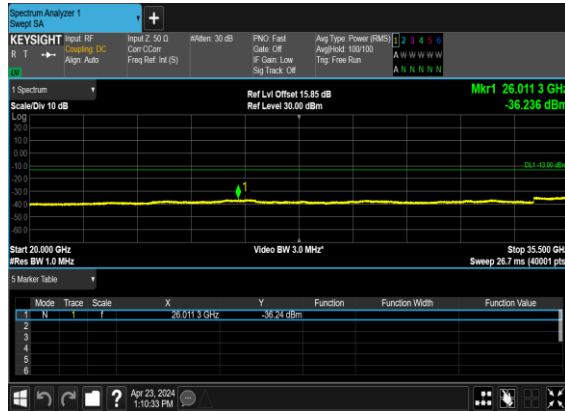 Spectrum Analyzer 1
Swept SA
+
KEYSIGHT Input: RF Input Z: 50 Ω #Atten: 30 dB PNO: Fast Avg Type: Power (RMS) 1 2 3 4 5 6
R T Coupling: DC Corr CCorr Gate: Off Avg|Hold: 100/100 A W W W W W
Align: Auto Freq Ref: Int (S) IF Gain: Low Trig: Free Run
Sig Track: Off A N N N N N
1 Spectrum Ref Lvl Offset 15.85 dB Mkr1 26.011 3 GHz
Scale/Div 10 dB Ref Level 30.00 dBm -36.236 dBm
Log
20.0
10.0
0.00
-10.0
DL1 -13.00 dBm
-20.0
-30.0
1
-40.0
-50.0
-60.0
Start 20.000 GHz Video BW 3.0 MHz* Stop 35.500 GHz
#Res BW 1.0 MHz Sweep 26.7 ms (40001 pts)
5 Marker Table
Mode Trace Scale X Y Function Function Width Function Value
1 N 1 f 26.011 3 GHz -36.24 dBm
2
3
4
5
6
? Apr 23, 2024
1:10:33 PM